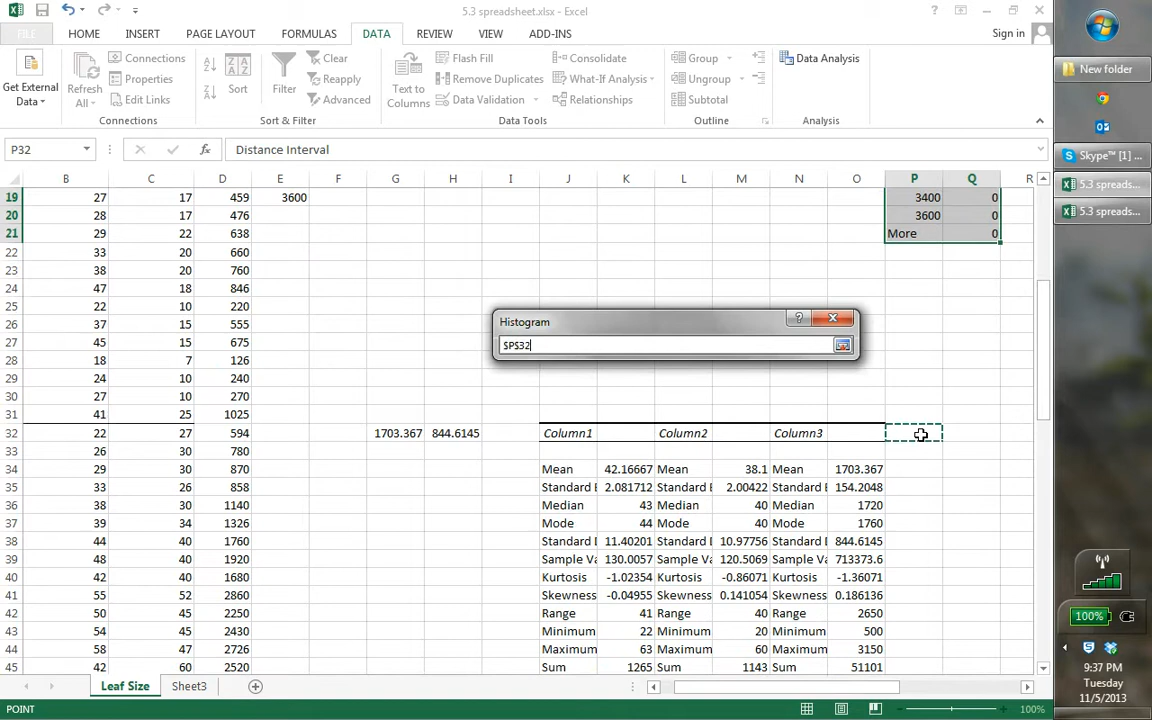 5.3 spreadsheet.xlsx - Excel
FILE HOME INSERT PAGE LAYOUT FORMULAS DATA REVIEW VIEW ADD-INS Sign in
Get External Data
Refresh All
Connections
Properties
Edit Links
Connections
Sort
Filter
Clear
Reapply
Advanced
Sort & Filter
Text to Columns
Flash Fill
Remove Duplicates
Data Validation
Consolidate
What-If Analysis
Relationships
Data Tools
Group
Ungroup
Subtotal
Outline
Data Analysis
Analysis
P32 fx Distance Interval
B C D E F G H I J K L M N O P Q R
19 27 17 459 3600 3400 0
20 28 17 476 3600 0
21 29 22 638 More 0
22 33 20 660
23 38 20 760
24 47 18 846
25 22 10 220
26 37 15 555
27 45 15 675
28 18 7 126
29 24 10 240
30 27 10 270
31 41 25 1025
32 22 27 594 1703.367 844.6145 Column1 Column2 Column3
33 26 30 780
34 29 30 870 Mean 42.16667 Mean 38.1 Mean 1703.367
35 33 26 858 Standard E 2.081712 Standard E 2.00422 Standard E 154.2048
36 38 30 1140 Median 43 Median 40 Median 1720
37 39 34 1326 Mode 44 Mode 40 Mode 1760
38 44 40 1760 Standard D 11.40201 Standard D 10.97756 Standard D 844.6145
39 48 40 1920 Sample Va 130.0057 Sample Va 120.5069 Sample Va 713373.6
40 42 40 1680 Kurtosis -1.02354 Kurtosis -0.86071 Kurtosis -1.36071
41 55 52 2860 Skewness -0.04955 Skewness 0.141054 Skewness 0.186136
42 50 45 2250 Range 41 Range 40 Range 2650
43 54 45 2430 Minimum 22 Minimum 20 Minimum 500
44 58 47 2726 Maximum 63 Maximum 60 Maximum 3150
45 42 60 2520 Sum 1265 Sum 1143 Sum 51101
Histogram
$P$32
Leaf Size Sheet3
POINT 100%
New folder
Skype™ [1] ...
5.3 spreads...
5.3 spreads...
100%
9:37 PM
Tuesday
11/5/2013